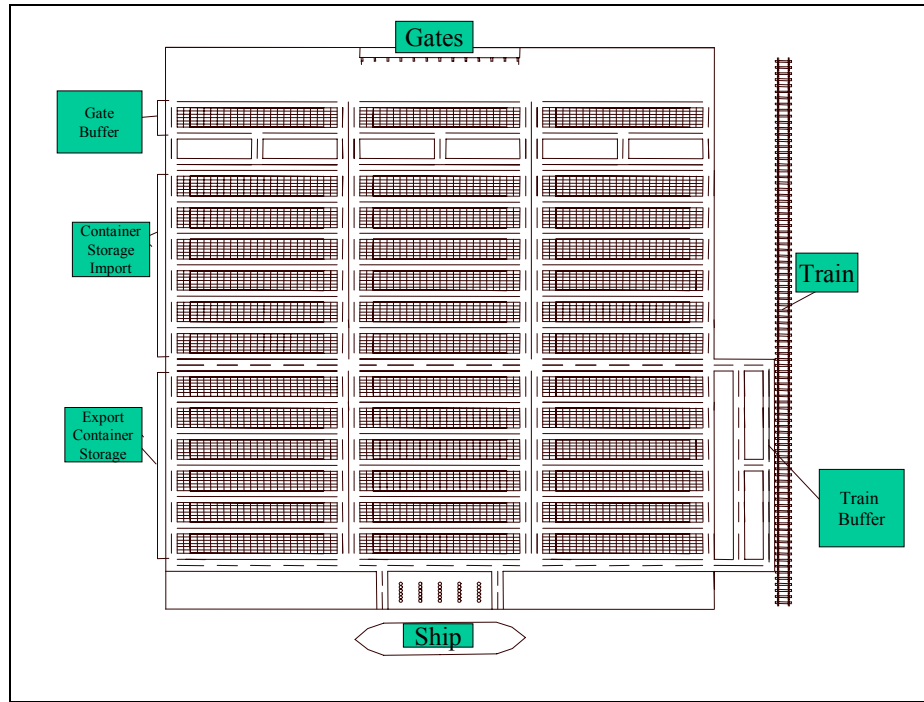 Gates
Gate
Buffer
Container
Storage
Import
Train
Export
Container
Storage
Train
Buffer
Ship